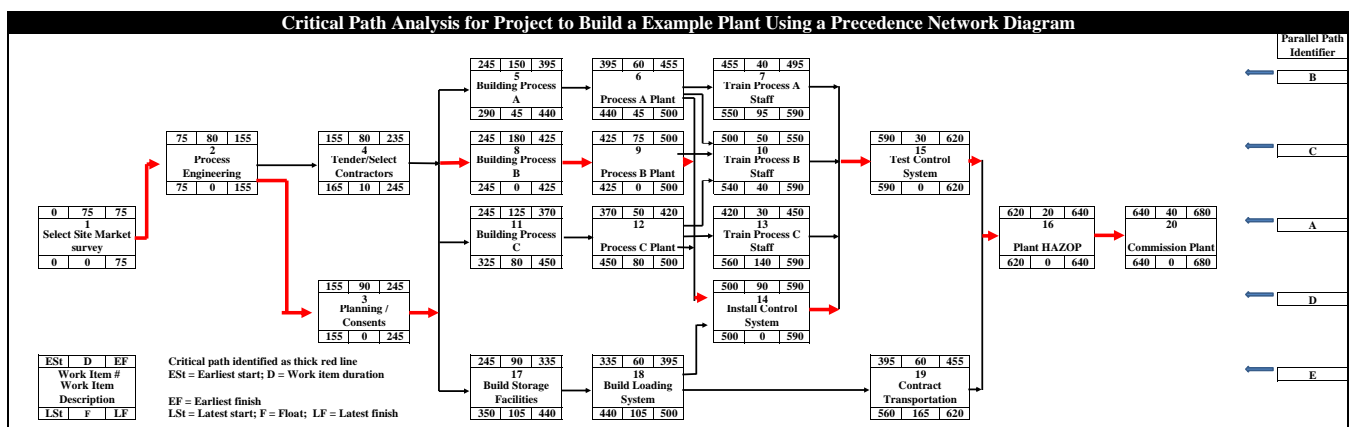 Critical Path Analysis for Project to Build a Example Plant Using a Precedence Network Diagram
Parallel Path
Identifier
245 150 395
5
Building Process
A
290 45 440
395 60 455
6
Process A Plant
440 45 500
455 40 495
7
Train Process A
Staff
550 95 590
B
75 80 155
2
Process
Engineering
75 0 155
155 80 235
4
Tender/Select
Contractors
165 10 245
245 180 425
8
Building Process
B
245 0 425
425 75 500
9
Process B Plant
425 0 500
500 50 550
10
Train Process B
Staff
540 40 590
590 30 620
15
Test Control
System
590 0 620
C
0 75 75
1
Select Site Market
survey
0 0 75
245 125 370
11
Building Process
C
325 80 450
370 50 420
12
Process C Plant
450 80 500
420 30 450
13
Train Process C
Staff
560 140 590
620 20 640
16
Plant HAZOP
620 0 640
640 40 680
20
Commission Plant
640 0 680
A
155 90 245
3
Planning /
Consents
155 0 245
500 90 590
14
Install Control
System
500 0 590
D
ESt D EF
Work Item #
Work Item
Description
LSt F LF
Critical path identified as thick red line
ESt = Earliest start; D = Work item duration
EF = Earliest finish
LSt = Latest start; F = Float; LF = Latest finish
245 90 335
17
Build Storage
Facilities
350 105 440
335 60 395
18
Build Loading
System
440 105 500
395 60 455
19
Contract
Transportation
560 165 620
E